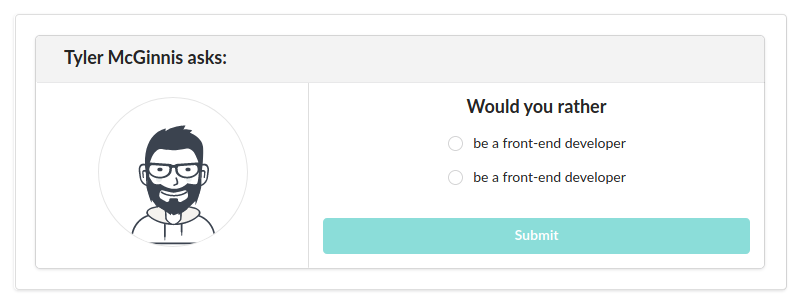 Tyler McGinnis asks:
Would you rather
be a front-end developer
be a front-end developer
Submit